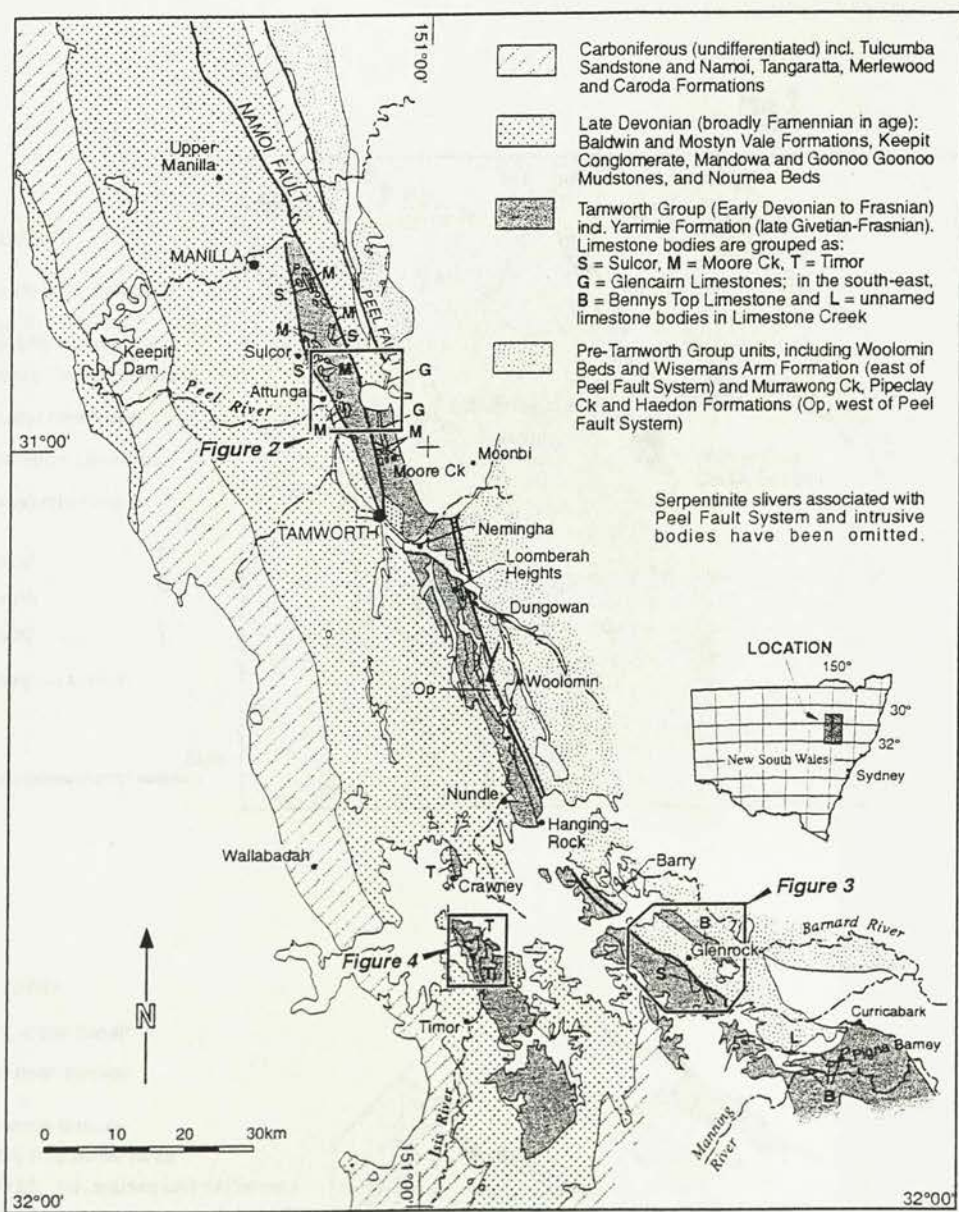 151°00'
Carboniferous (undifferentiated) incl. Tulcumba
Sandstone and Namoi, Tangaratta, Merlewood
and Caroda Formations
Late Devonian (broadly Famennian in age):
Baldwin and Mostyn Vale Formations, Keepit
Conglomerate, Mandowa and Goonoo Goonoo
Mudstones, and Noumea Beds
Tamworth Group (Early Devonian to Frasnian)
incl. Yarrimie Formation (late Givetian-Frasnian).
Limestone bodies are grouped as:
S = Sulcor, M = Moore Ck, T = Timor
G = Glencairn Limestones; in the south-east,
B = Bennys Top Limestone and L = unnamed
limestone bodies in Limestone Creek
Pre-Tamworth Group units, including Woolomin
Beds and Wisemans Arm Formation (east of
Peel Fault System) and Murrawong Ck, Pipeclay
Ck and Haedon Formations (Op, west of Peel
Fault System)
Serpentinite slivers associated with
Peel Fault System and intrusive
bodies have been omitted.
NAMOI FAULT
Upper
Manilla
MANILLA
M
S
M
S
PEEL FAU
M
Keepit
Dam
Sulcor
S
M
G
Attunga
Peel River
G
M
M
31°00'
Figure 2
Moore Ck
Moonbi
TAMWORTH
Nemingha
Loomberah
Heights
Dungowan
Op
Woolomin
LOCATION
150°
30°
32°
New South Wales
Sydney
Nundle
Hanging
Rock
Wallabadah
T
Crawney
Barry
Figure 3
B
Barnard River
Glenrock
S
Figure 4
T
T
Timor
Curricabark
L
Pigna Barney
B
Manning
River
N
0 10 20 30km
Isis River
151°00'
32°00'
32°00'